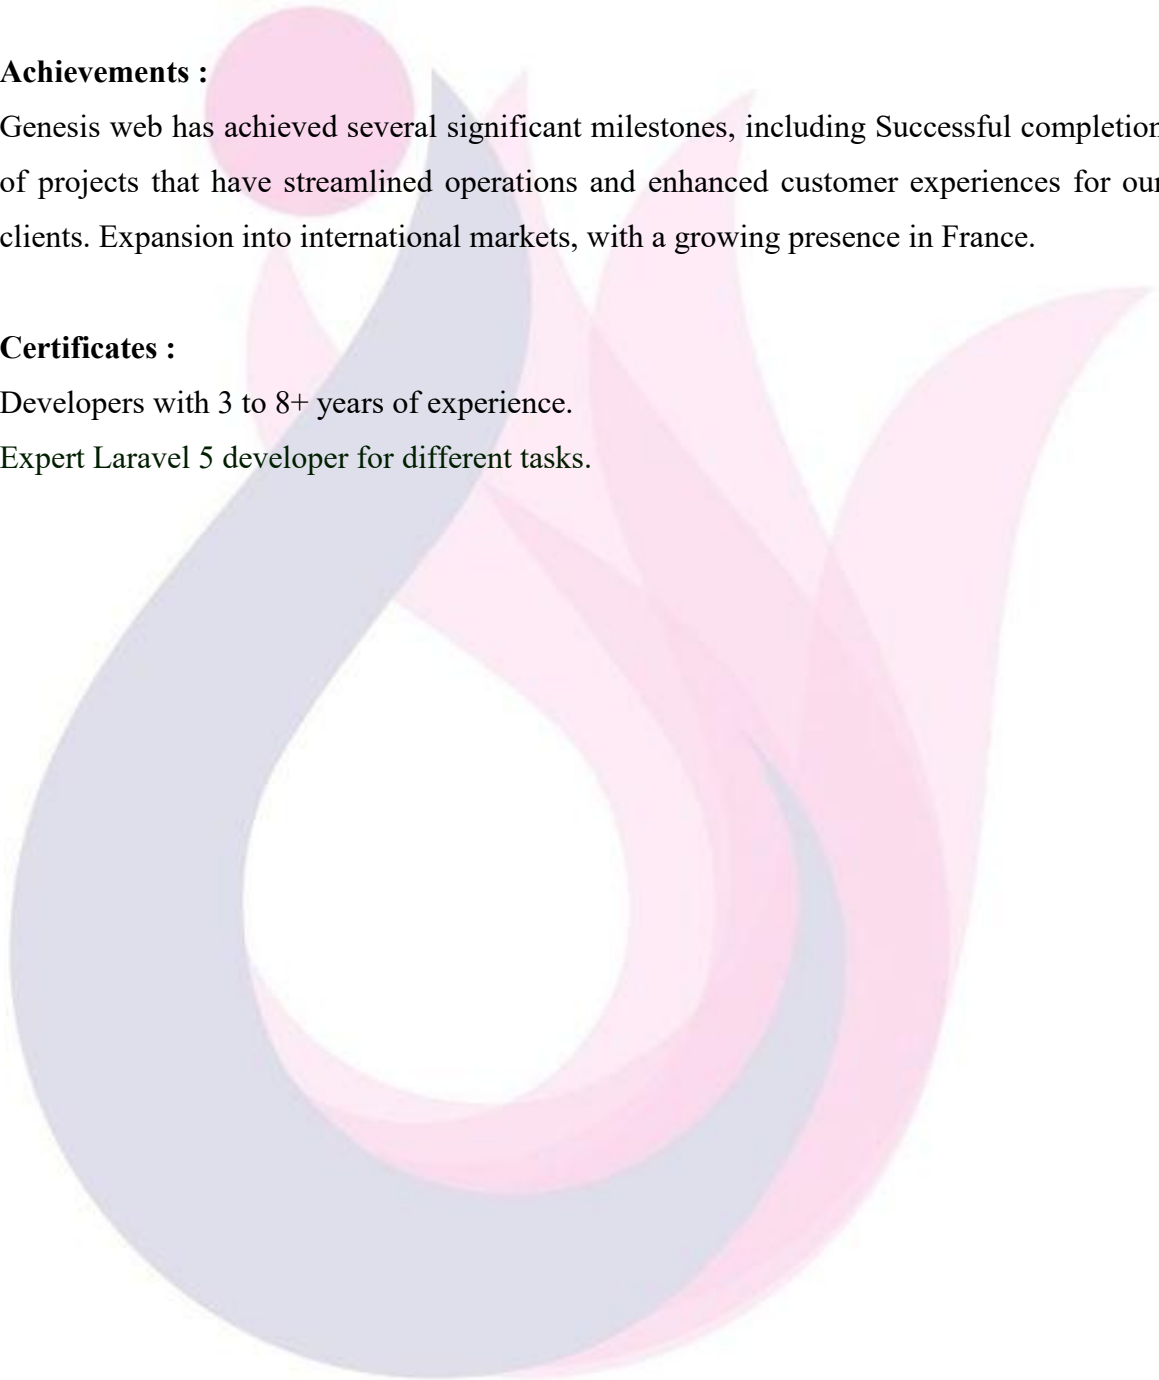 Achievements :
Genesis web has achieved several significant milestones, including Successful completion
of projects that have streamlined operations and enhanced customer experiences for our
clients. Expansion into international markets, with a growing presence in France.
Certificates :
Developers with 3 to 8+ years of experience.
Expert Laravel 5 developer for different tasks.